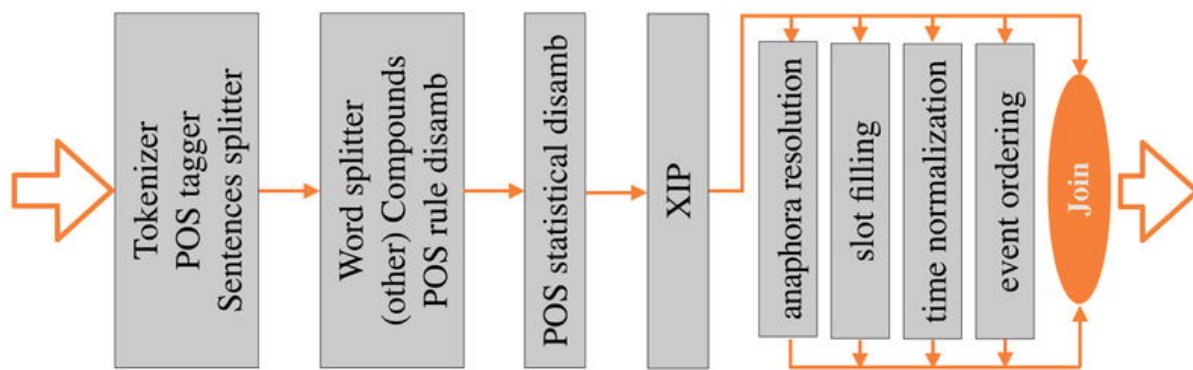 Tokenizer
POS tagger
Sentences splitter
Word splitter
(other) Compounds
POS rule disamb
POS statistical disamb
XIP
anaphora resolution
slot filling
time normalization
event ordering
Join